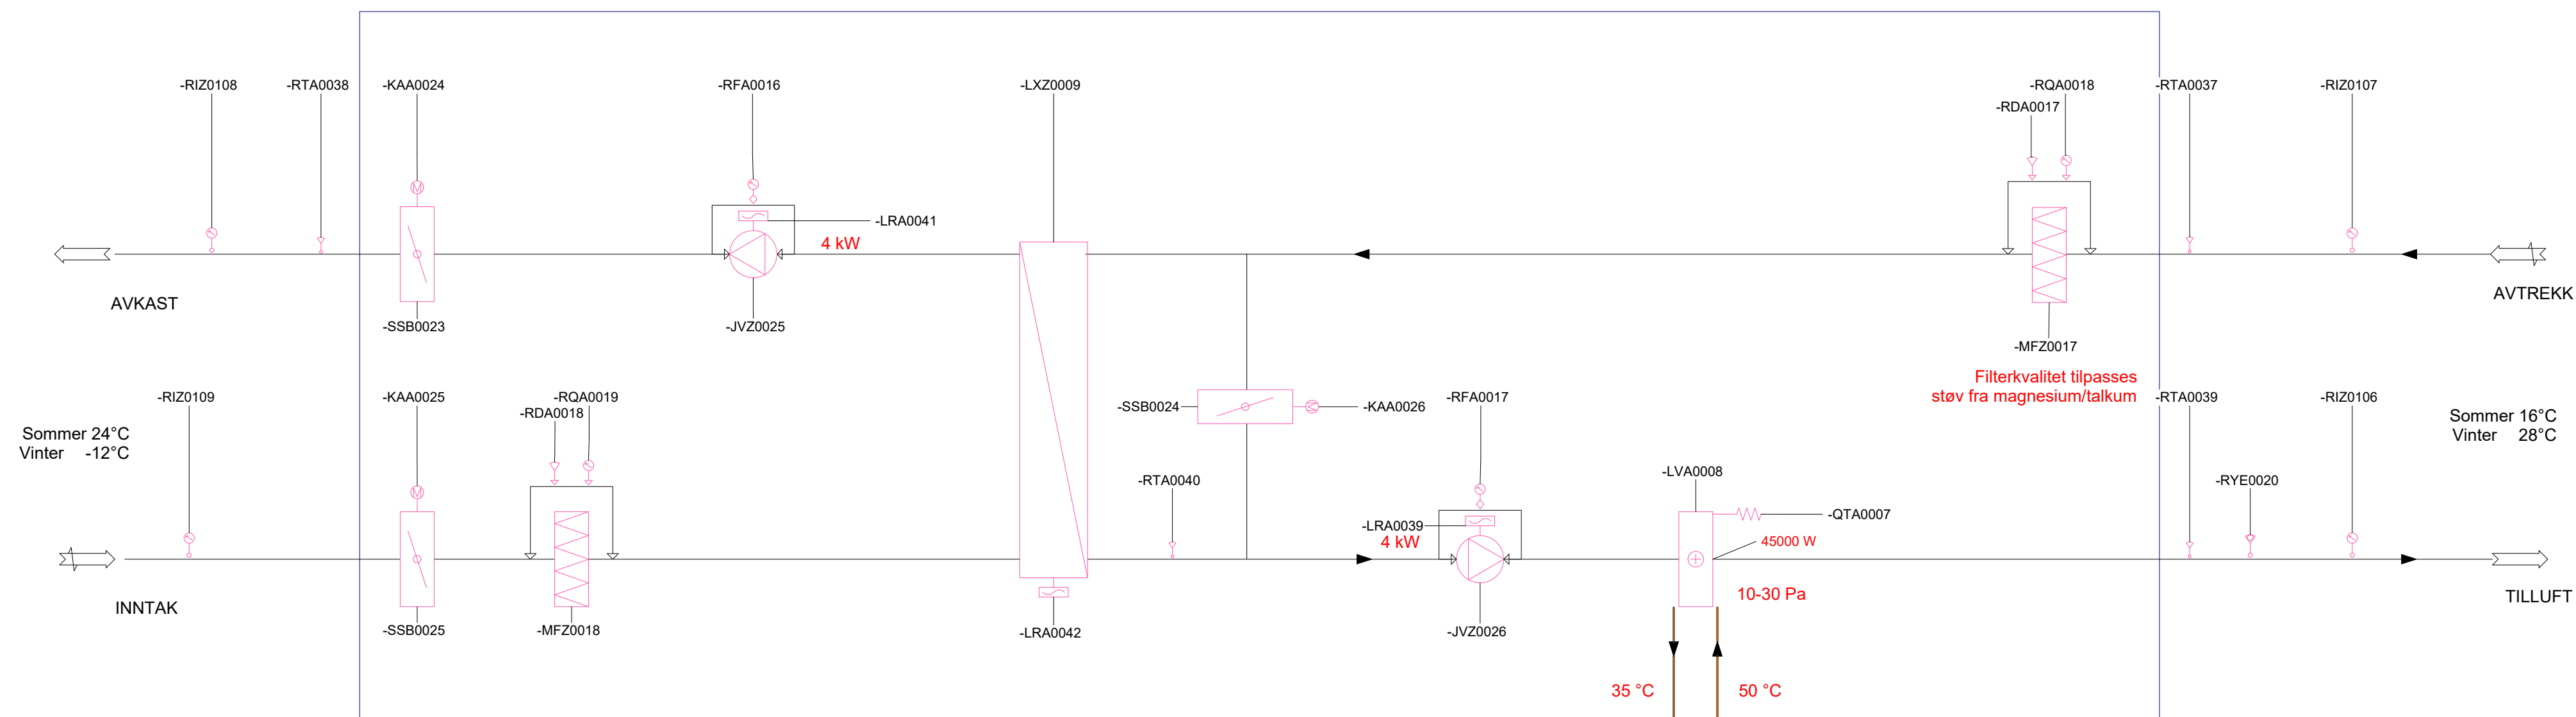 -RIZ0108
-RTA0038
-KAA0024
-RFA0016
-LXZ0009
-RQA0018
-RDA0017
-RTA0037
-RIZ0107
-LRA0041
4 kW
AVKAST
AVTREKK
-SSB0023
-JVZ0025
-MFZ0017
Filterkvalitet tilpasses
støv fra magnesium/talkum
-RIZ0109
-KAA0025
-RQA0019
-RDA0018
-SSB0024
-KAA0026
-RFA0017
-RTA0039
-RIZ0106
Sommer 24°C
Vinter -12°C
Sommer 16°C
Vinter 28°C
-RTA0040
-LVA0008
-RYE0020
-QTA0007
-LRA0039
4 kW
45000 W
10-30 Pa
INNTAK
TILLUFT
-SSB0025
-MFZ0018
-LRA0042
-JVZ0026
35 °C
50 °C